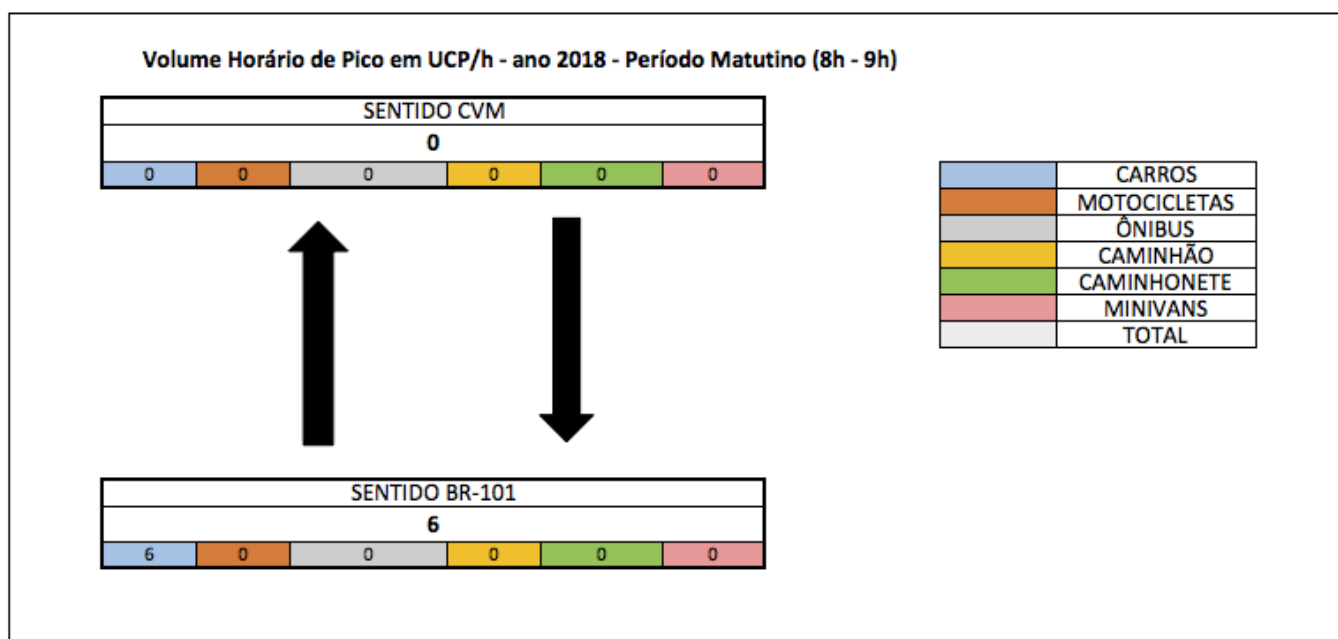 Volume Horário de Pico em UCP/h - ano 2018 - Período Matutino (8h - 9h)
SENTIDO CVM
0
0 0 0 0 0 0
CARROS
MOTOCICLETAS
ÔNIBUS
CAMINHÃO
CAMINHONETE
MINIVANS
TOTAL
SENTIDO BR-101
6
6 0 0 0 0 0